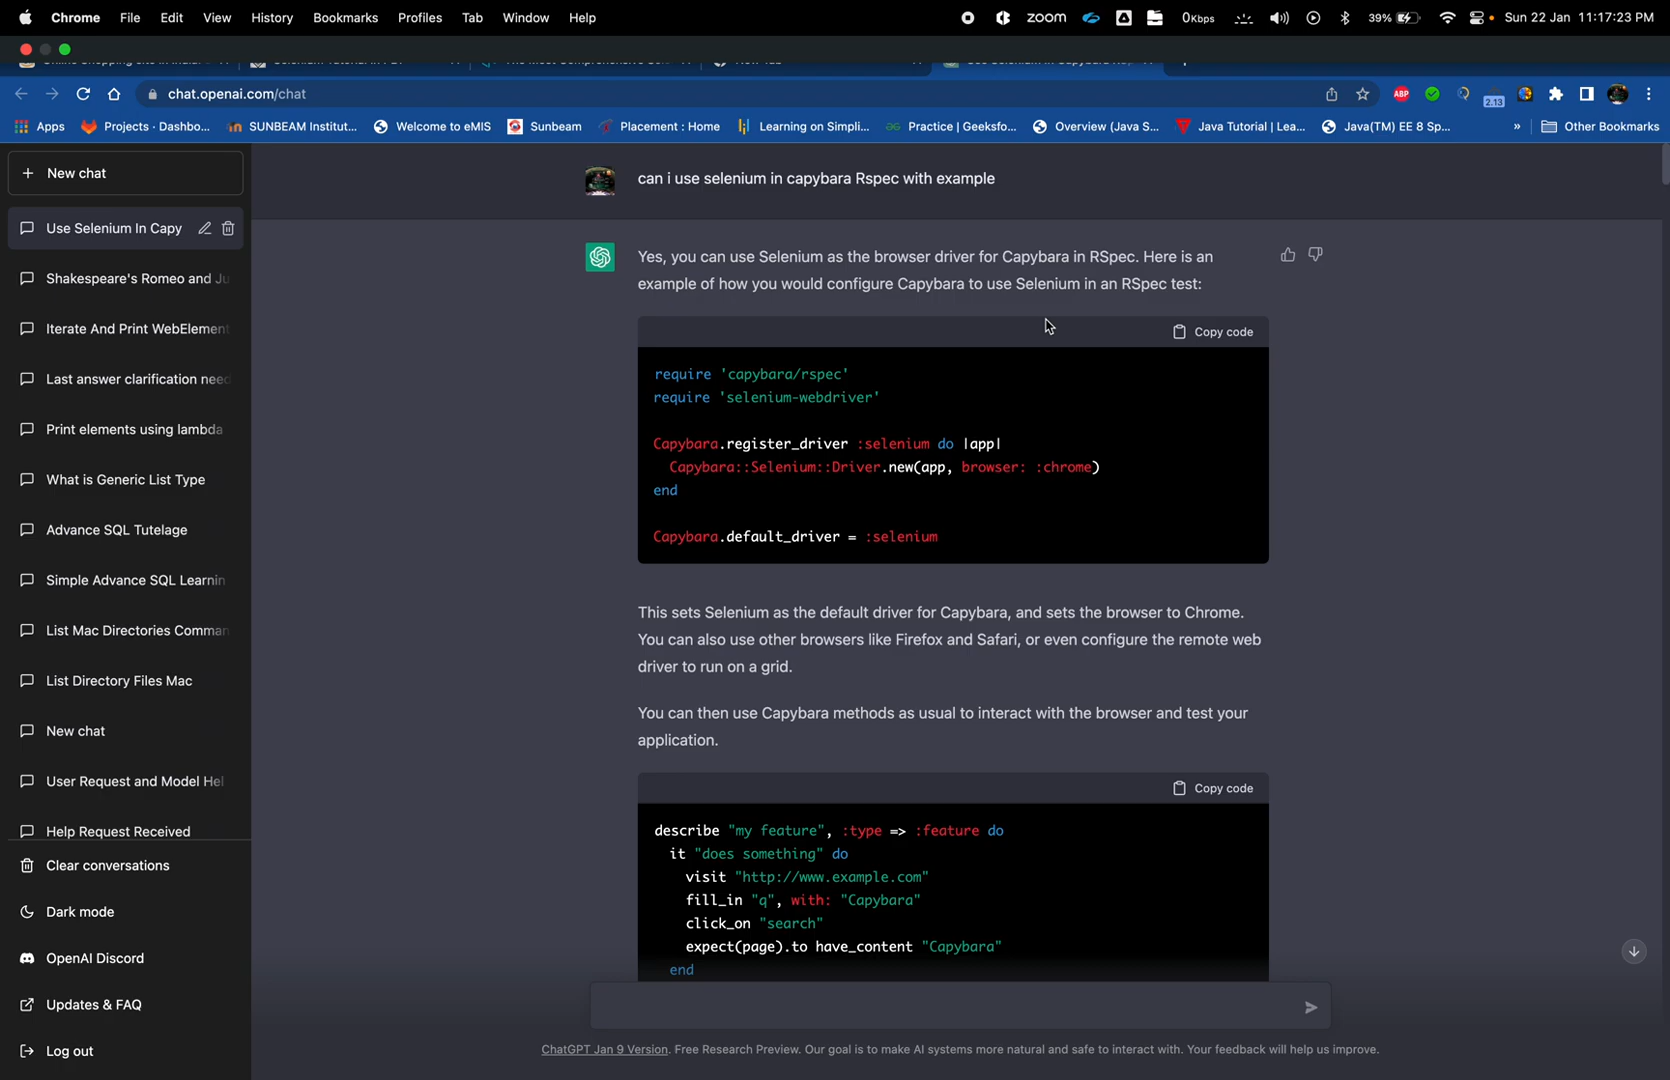 Chrome File Edit View History Bookmarks Profiles Tab Window Help zoom 0Kbps 39% Sun 22 Jan 11:17:23 PM
chat.openai.com/chat ABP 2.13
Apps Projects · Dashbo... SUNBEAM Institut... Welcome to eMIS Sunbeam Placement : Home Learning on Simpli... Practice | Geeksfo... Overview (Java S... Java Tutorial | Lea... Java(TM) EE 8 Sp... » Other Bookmarks
+ New chat
Use Selenium In Capy
Shakespeare's Romeo and Ju
Iterate And Print WebElement
Last answer clarification need
Print elements using lambda
What is Generic List Type
Advance SQL Tutelage
Simple Advance SQL Learnin
List Mac Directories Comman
List Directory Files Mac
New chat
User Request and Model Hel
Help Request Received
Clear conversations
Dark mode
OpenAI Discord
Updates & FAQ
Log out
can i use selenium in capybara Rspec with example
Yes, you can use Selenium as the browser driver for Capybara in RSpec. Here is an
example of how you would configure Capybara to use Selenium in an RSpec test:
Copy code
require 'capybara/rspec'
require 'selenium-webdriver'
Capybara.register_driver :selenium do |app|
Capybara::Selenium::Driver.new(app, browser: :chrome)
end
Capybara.default_driver = :selenium
This sets Selenium as the default driver for Capybara, and sets the browser to Chrome.
You can also use other browsers like Firefox and Safari, or even configure the remote web
driver to run on a grid.
You can then use Capybara methods as usual to interact with the browser and test your
application.
Copy code
describe "my feature", :type => :feature do
it "does something" do
visit "http://www.example.com"
fill_in "q", with: "Capybara"
click_on "search"
expect(page).to have_content "Capybara"
end
ChatGPT Jan 9 Version. Free Research Preview. Our goal is to make AI systems more natural and safe to interact with. Your feedback will help us improve.